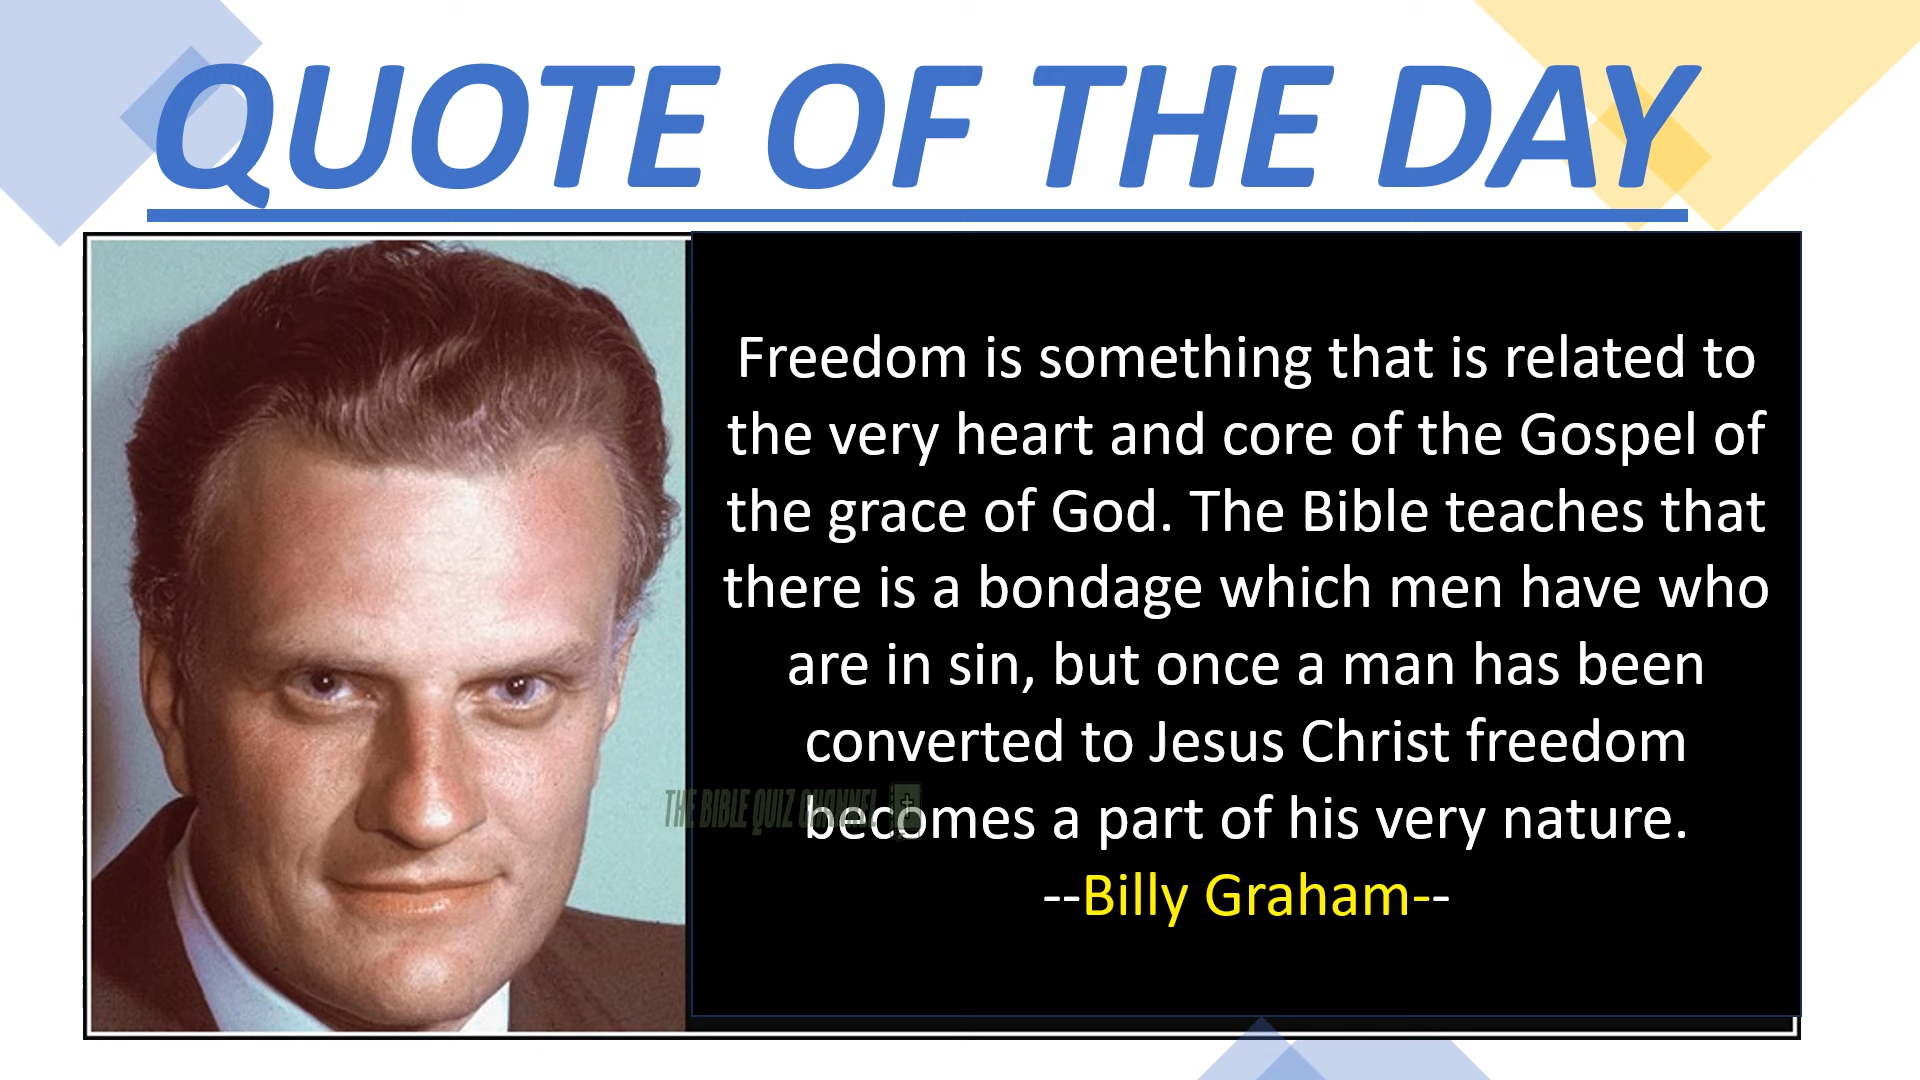 QUOTE OF THE DAY
Freedom is something that is related to
the very heart and core of the Gospel of
the grace of God. The Bible teaches that
there is a bondage which men have who
are in sin, but once a man has been
converted to Jesus Christ freedom
becomes a part of his very nature.
--Billy Graham--
THE BIBLE QUIZ CHANNEL